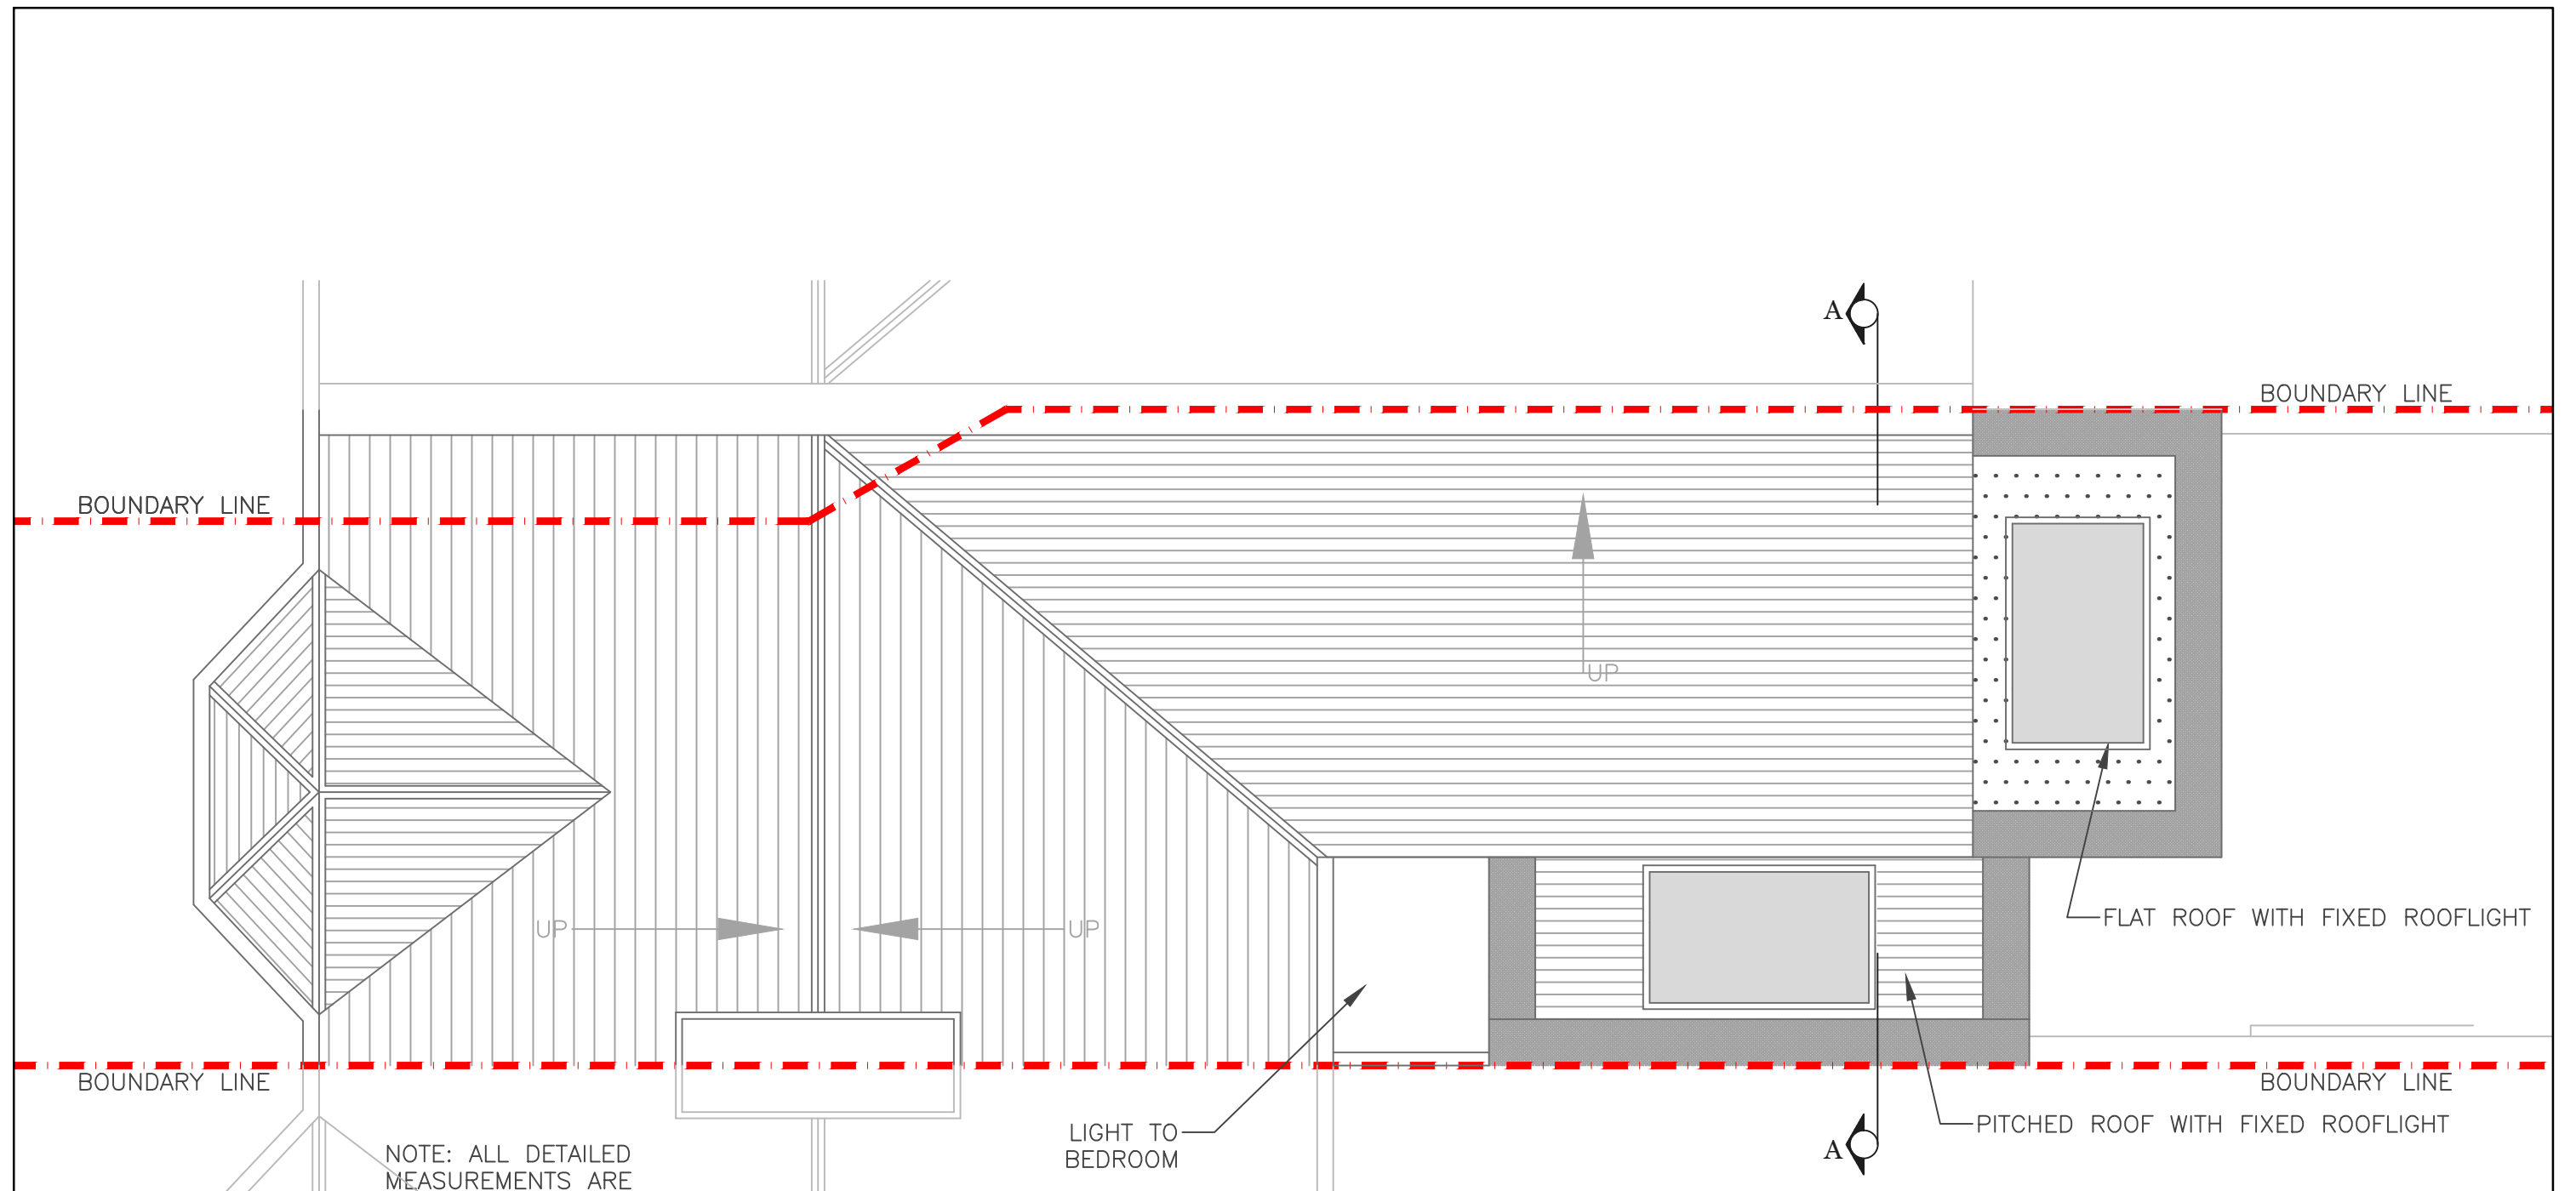 A
BOUNDARY LINE
BOUNDARY LINE
UP
UP
UP
FLAT ROOF WITH FIXED ROOFLIGHT
BOUNDARY LINE
BOUNDARY LINE
LIGHT TO
BEDROOM
PITCHED ROOF WITH FIXED ROOFLIGHT
A
NOTE: ALL DETAILED
MEASUREMENTS ARE